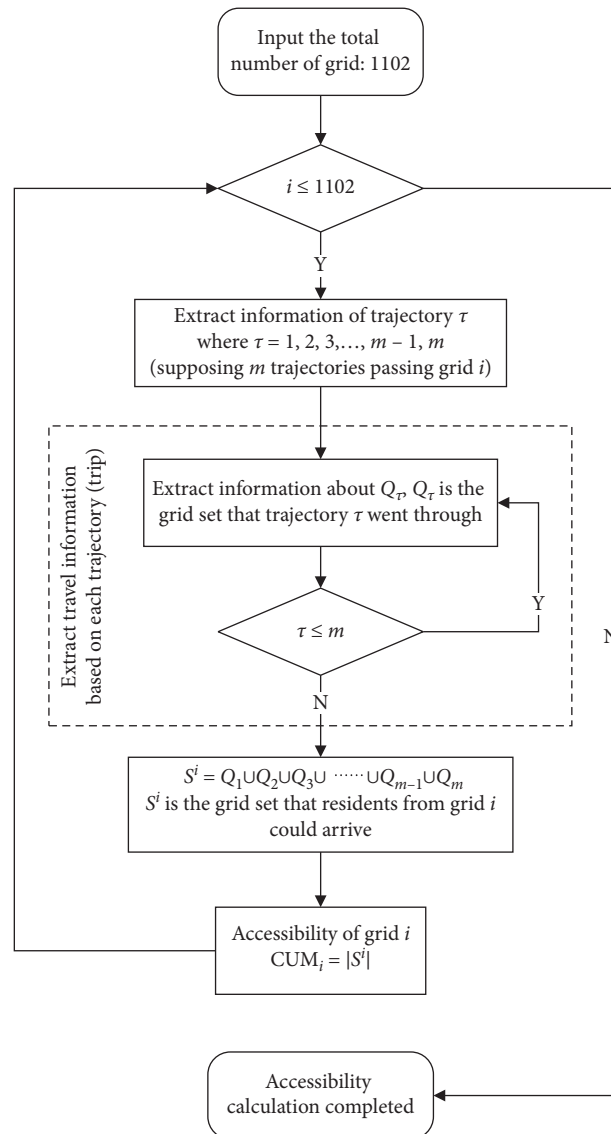 Input the total
number of grid: 1102
i ≤ 1102
Y
Extract information of trajectory τ
where τ = 1, 2, 3,…, m – 1, m
(supposing m trajectories passing grid i)
Extract travel information
based on each trajectory (trip)
Extract information about Qτ, Qτ is the
grid set that trajectory τ went through
Y
τ ≤ m
N
N
Sⁱ = Q₁∪Q₂∪Q₃∪ ⋯⋯ ∪Qₘ₋₁∪Qₘ
Sⁱ is the grid set that residents from grid i
could arrive
Accessibility of grid i
CUMᵢ = |Sⁱ|
Accessibility
calculation completed